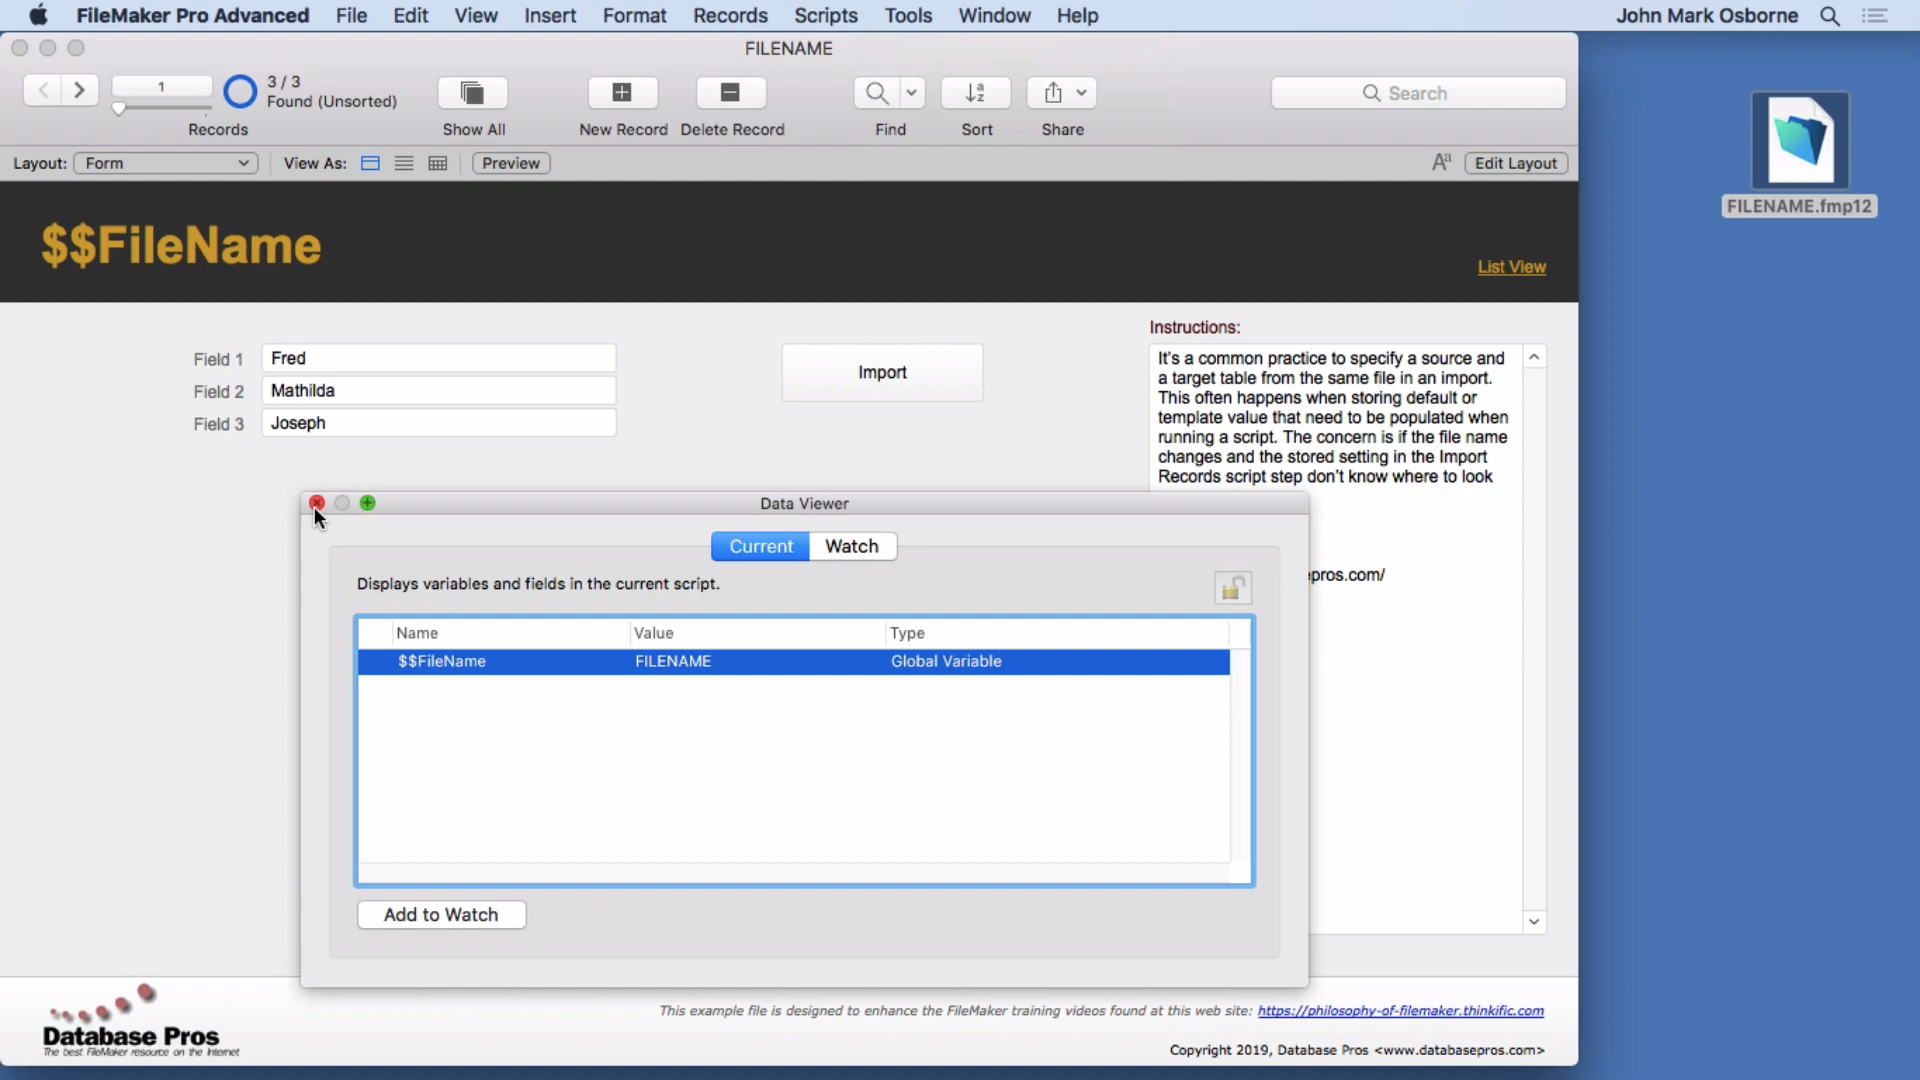 FileMaker Pro Advanced File Edit View Insert Format Records Scripts Tools Window Help John Mark Osborne
FILENAME
1
3 / 3
Found (Unsorted)
Search
Records Show All New Record Delete Record Find Sort Share
Layout: Form View As: Preview Aa Edit Layout
FILENAME.fmp12
$$FileName
List View
Instructions:
Field 1 Fred
Field 2 Mathilda
Field 3 Joseph
Import
It's a common practice to specify a source and
a target table from the same file in an import.
This often happens when storing default or
template value that need to be populated when
running a script. The concern is if the file name
changes and the stored setting in the Import
Records script step don't know where to look
pros.com/
Data Viewer
Current Watch
Displays variables and fields in the current script.
Name Value Type
$$FileName FILENAME Global Variable
Add to Watch
Database Pros
The best FileMaker resource on the Internet
This example file is designed to enhance the FileMaker training videos found at this web site: https://philosophy-of-filemaker.thinkific.com
Copyright 2019, Database Pros <www.databasepros.com>